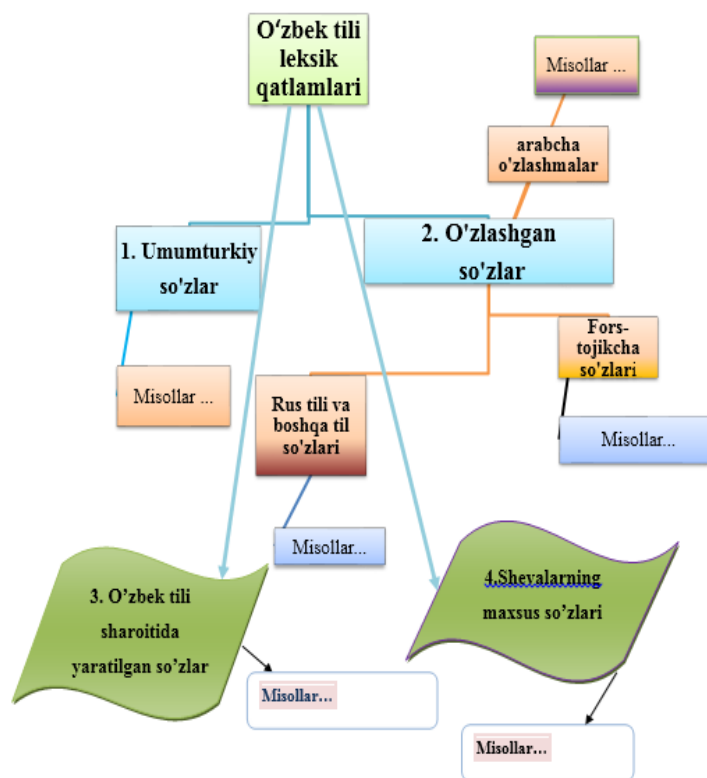 O‘zbek tili
leksik
qatlamlari
Misollar ...
arabcha
o'zlashmalar
1. Umumturkiy
so'zlar
2. O'zlashgan
so'zlar
Fors-
tojikcha
so'zlari
Misollar ...
Rus tili va
boshqa til
so'zlari
Misollar...
Misollar...
3. O’zbek tili
sharoitida
yaratilgan so’zlar
4.Shevalarning
maxsus so’zlari
Misollar...
Misollar...